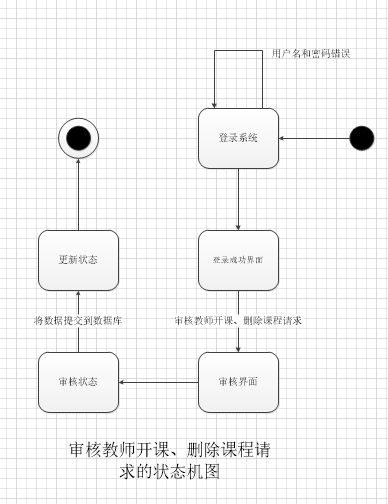 用户名和密码错误
登录系统
更新状态
登录成功界面
将数据提交到数据库
审核教师开课、删除课程请求
审核状态
审核界面
审核教师开课、删除课程请
求的状态机图